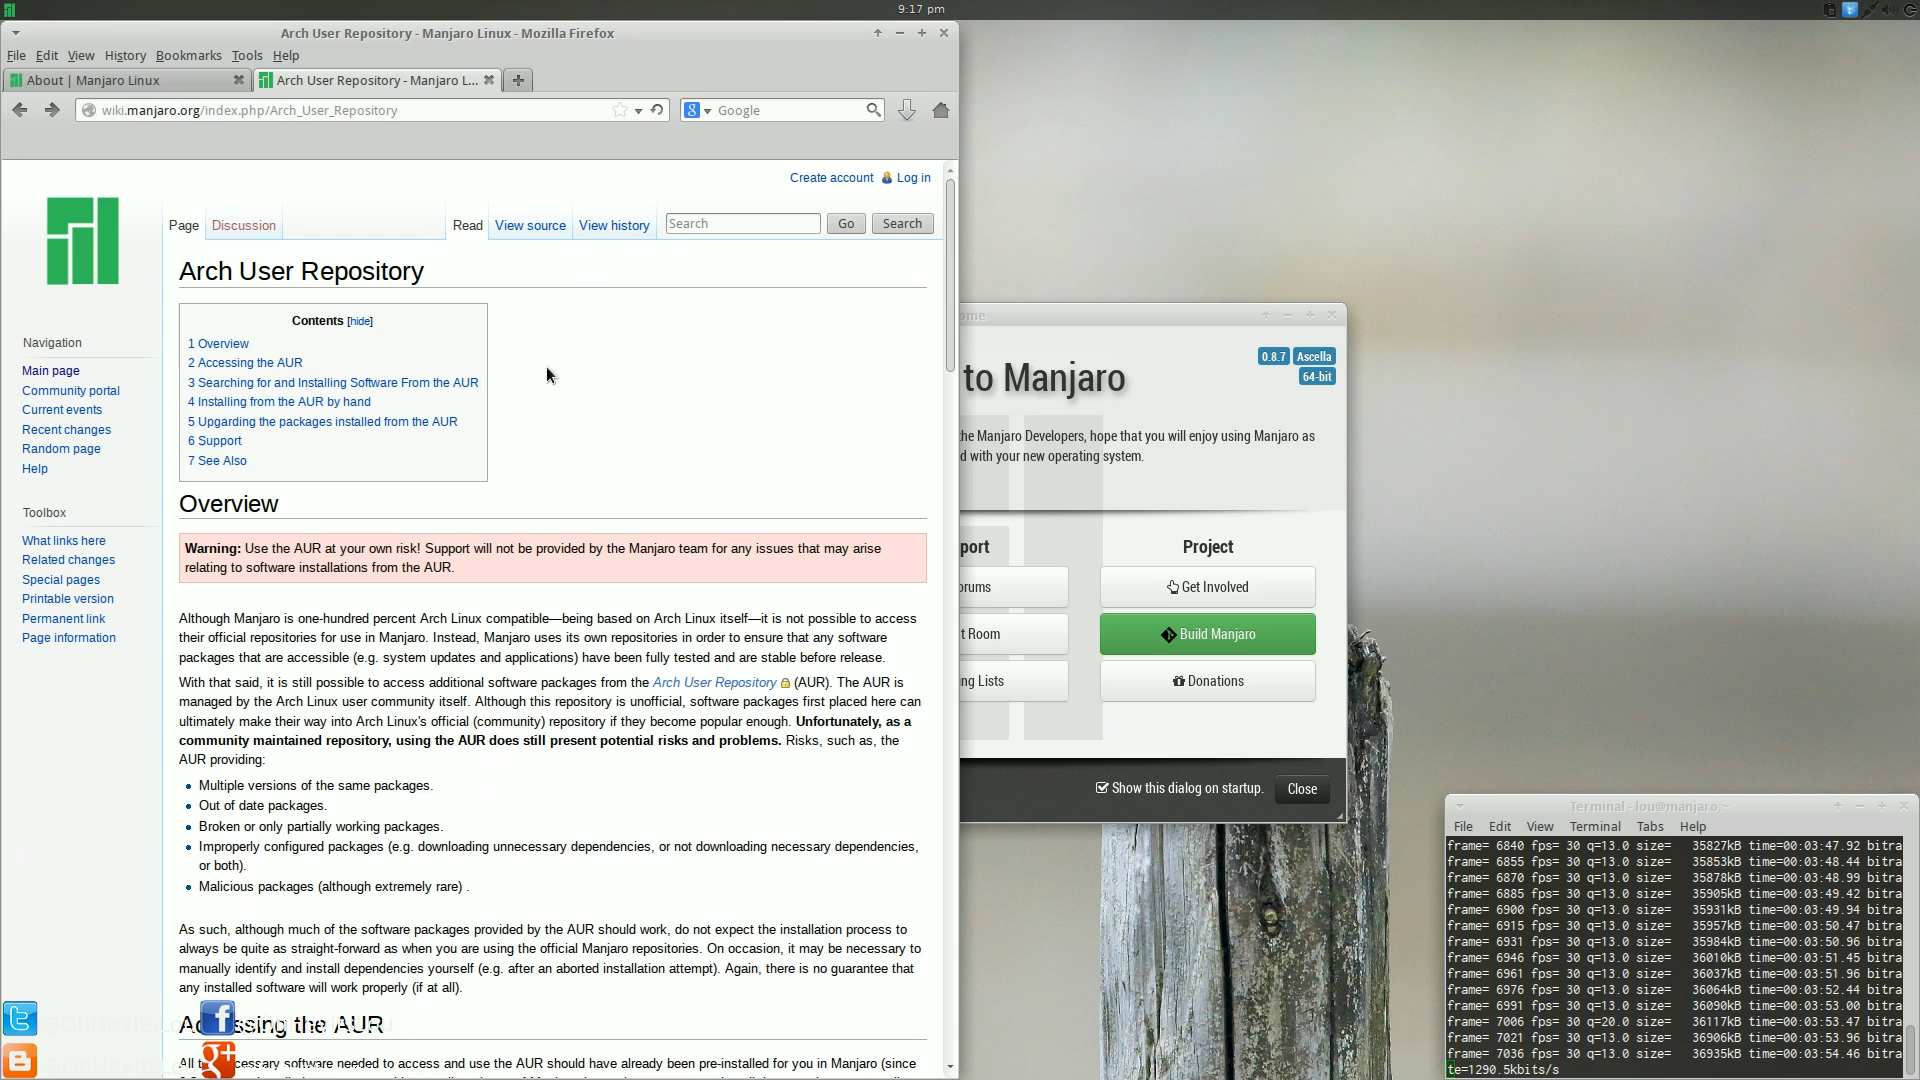 9:17 pm
Arch User Repository - Manjaro Linux - Mozilla Firefox
File Edit View History Bookmarks Tools Help
About | Manjaro Linux
Arch User Repository - Manjaro L...
wiki.manjaro.org/index.php/Arch_User_Repository
Google
Create account Log in
Page Discussion Read View source View history Search Go Search
Arch User Repository
Contents [hide]
1 Overview
2 Accessing the AUR
3 Searching for and Installing Software From the AUR
4 Installing from the AUR by hand
5 Upgarding the packages installed from the AUR
6 Support
7 See Also
Navigation
Main page
Community portal
Current events
Recent changes
Random page
Help
Toolbox
What links here
Related changes
Special pages
Printable version
Permanent link
Page information
Overview
Warning: Use the AUR at your own risk! Support will not be provided by the Manjaro team for any issues that may arise
relating to software installations from the AUR.
Although Manjaro is one-hundred percent Arch Linux compatible—being based on Arch Linux itself—it is not possible to access
their official repositories for use in Manjaro. Instead, Manjaro uses its own repositories in order to ensure that any software
packages that are accessible (e.g. system updates and applications) have been fully tested and are stable before release.
With that said, it is still possible to access additional software packages from the Arch User Repository (AUR). The AUR is
managed by the Arch Linux user community itself. Although this repository is unofficial, software packages first placed here can
ultimately make their way into Arch Linux's official (community) repository if they become popular enough. Unfortunately, as a
community maintained repository, using the AUR does still present potential risks and problems. Risks, such as, the
AUR providing:
Multiple versions of the same packages.
Out of date packages.
Broken or only partially working packages.
Improperly configured packages (e.g. downloading unnecessary dependencies, or not downloading necessary dependencies,
or both).
Malicious packages (although extremely rare) .
As such, although much of the software packages provided by the AUR should work, do not expect the installation process to
always be quite as straight-forward as when you are using the official Manjaro repositories. On occasion, it may be necessary to
manually identify and install dependencies yourself (e.g. after an aborted installation attempt). Again, there is no guarantee that
any installed software will work properly (if at all).
the AUR
software needed to access and use the AUR should have already been pre-installed for you in Manjaro (since
ome
0.8.7 Ascella
64-bit
to Manjaro
the Manjaro Developers, hope that you will enjoy using Manjaro as
d with your new operating system.
port
Project
orums
Get Involved
t Room
Build Manjaro
ng Lists
Donations
Show this dialog on startup. Close
Terminal - lou@manjaro:~
File Edit View Terminal Tabs Help
frame= 6840 fps= 30 q=13.0 size= 35827kB time=00:03:47.92 bitra
frame= 6855 fps= 30 q=13.0 size= 35853kB time=00:03:48.44 bitra
frame= 6870 fps= 30 q=13.0 size= 35878kB time=00:03:48.99 bitra
frame= 6885 fps= 30 q=13.0 size= 35905kB time=00:03:49.42 bitra
frame= 6900 fps= 30 q=13.0 size= 35931kB time=00:03:49.94 bitra
frame= 6915 fps= 30 q=13.0 size= 35957kB time=00:03:50.47 bitra
frame= 6931 fps= 30 q=13.0 size= 35984kB time=00:03:50.96 bitra
frame= 6946 fps= 30 q=13.0 size= 36010kB time=00:03:51.45 bitra
frame= 6961 fps= 30 q=13.0 size= 36037kB time=00:03:51.96 bitra
frame= 6976 fps= 30 q=13.0 size= 36064kB time=00:03:52.44 bitra
frame= 6991 fps= 30 q=13.0 size= 36090kB time=00:03:53.00 bitra
frame= 7006 fps= 30 q=20.0 size= 36117kB time=00:03:53.47 bitra
frame= 7021 fps= 30 q=13.0 size= 36906kB time=00:03:53.96 bitra
frame= 7036 fps= 30 q=13.0 size= 36935kB time=00:03:54.46 bitra
te=1290.5kbits/s